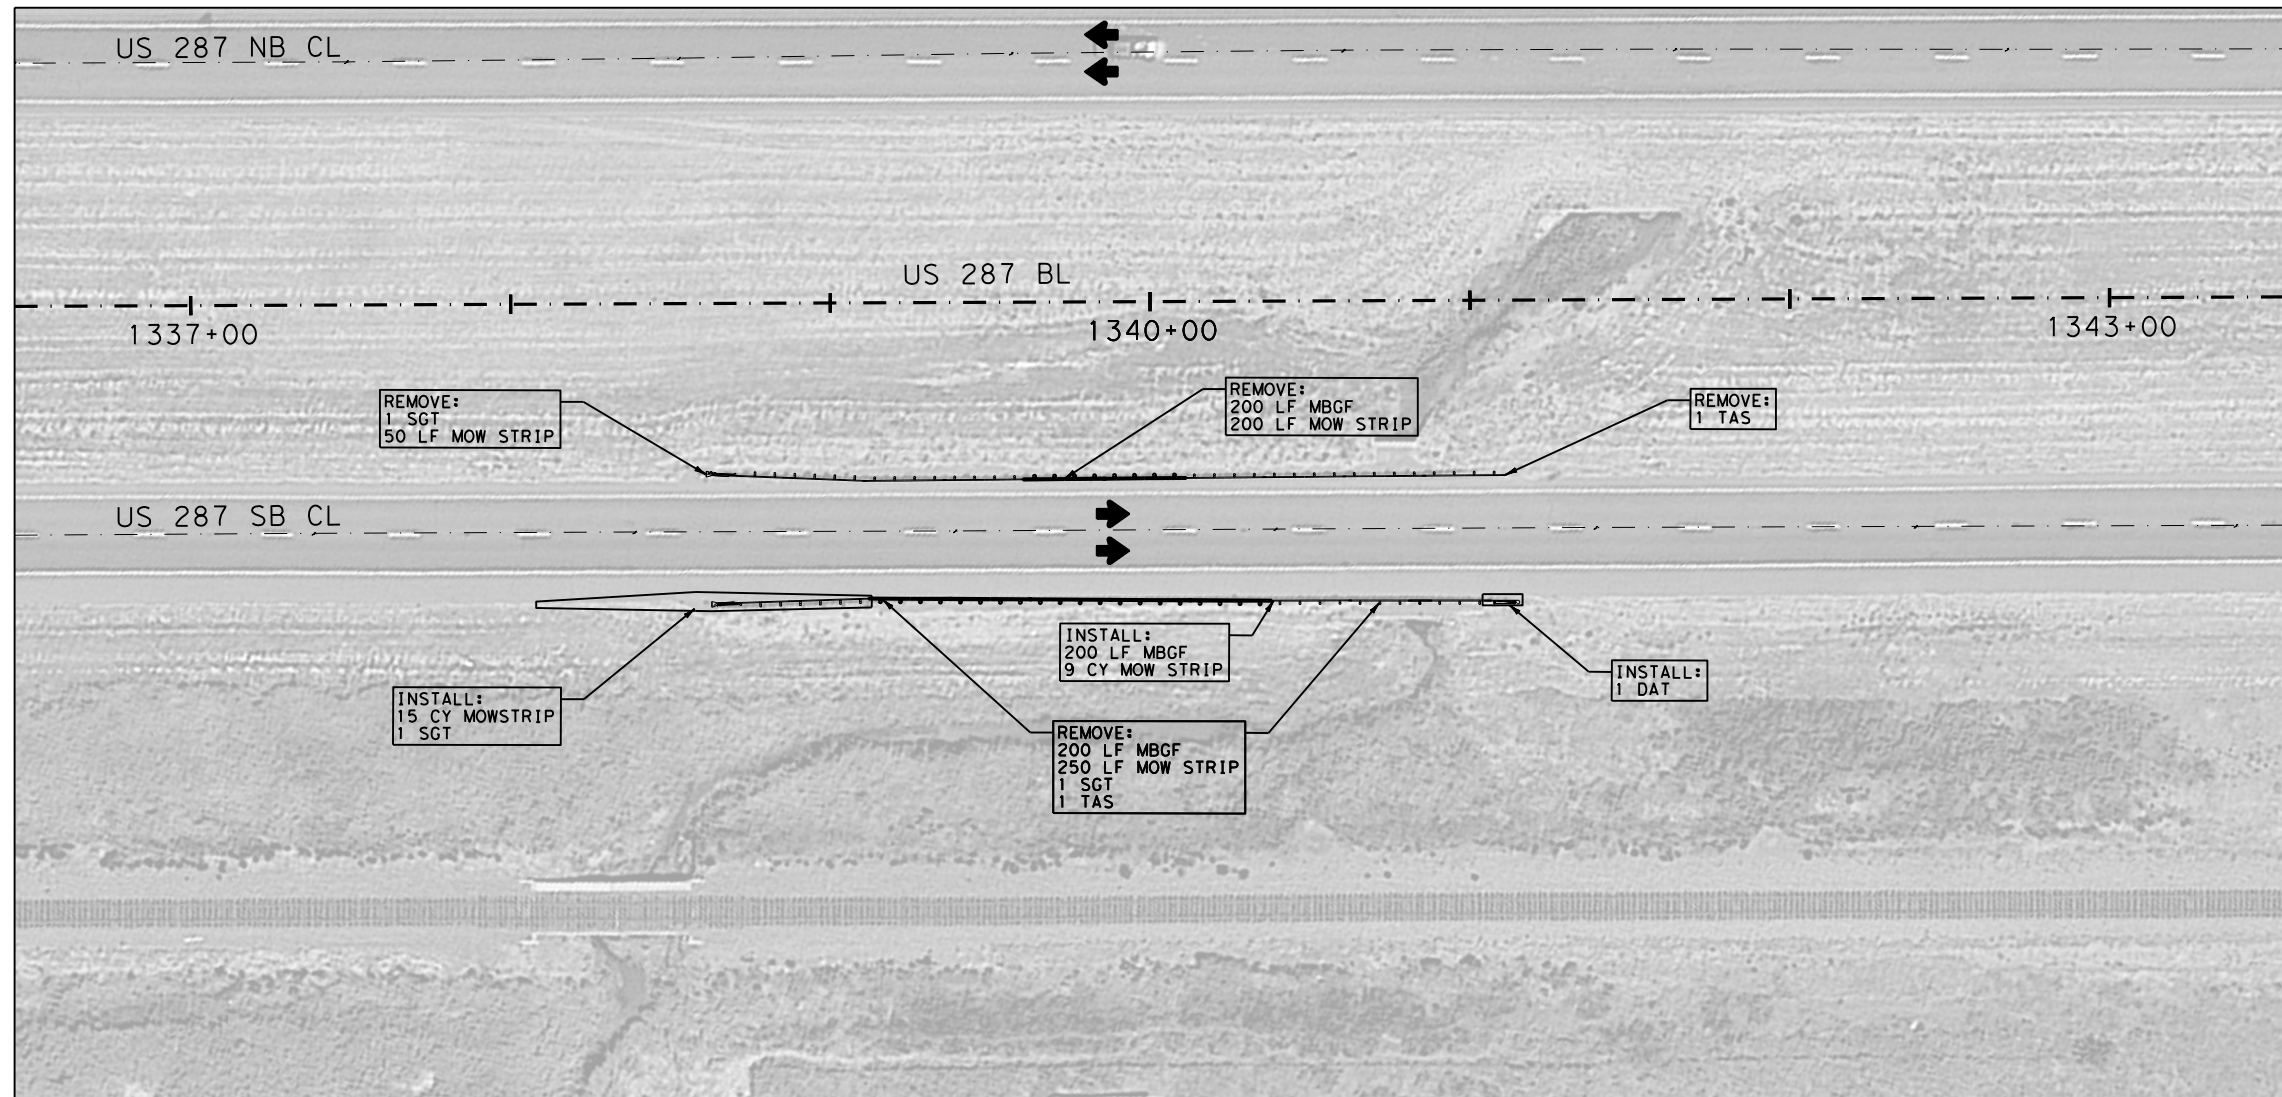 US 287 NB CL
US 287 BL
1337+00
1340+00
1343+00
REMOVE:
1 SGT
50 LF MOW STRIP
REMOVE:
200 LF MBGF
200 LF MOW STRIP
REMOVE:
1 TAS
US 287 SB CL
INSTALL:
200 LF MBGF
9 CY MOW STRIP
INSTALL:
1 DAT
INSTALL:
15 CY MOWSTRIP
1 SGT
REMOVE:
200 LF MBGF
250 LF MOW STRIP
1 SGT
1 TAS